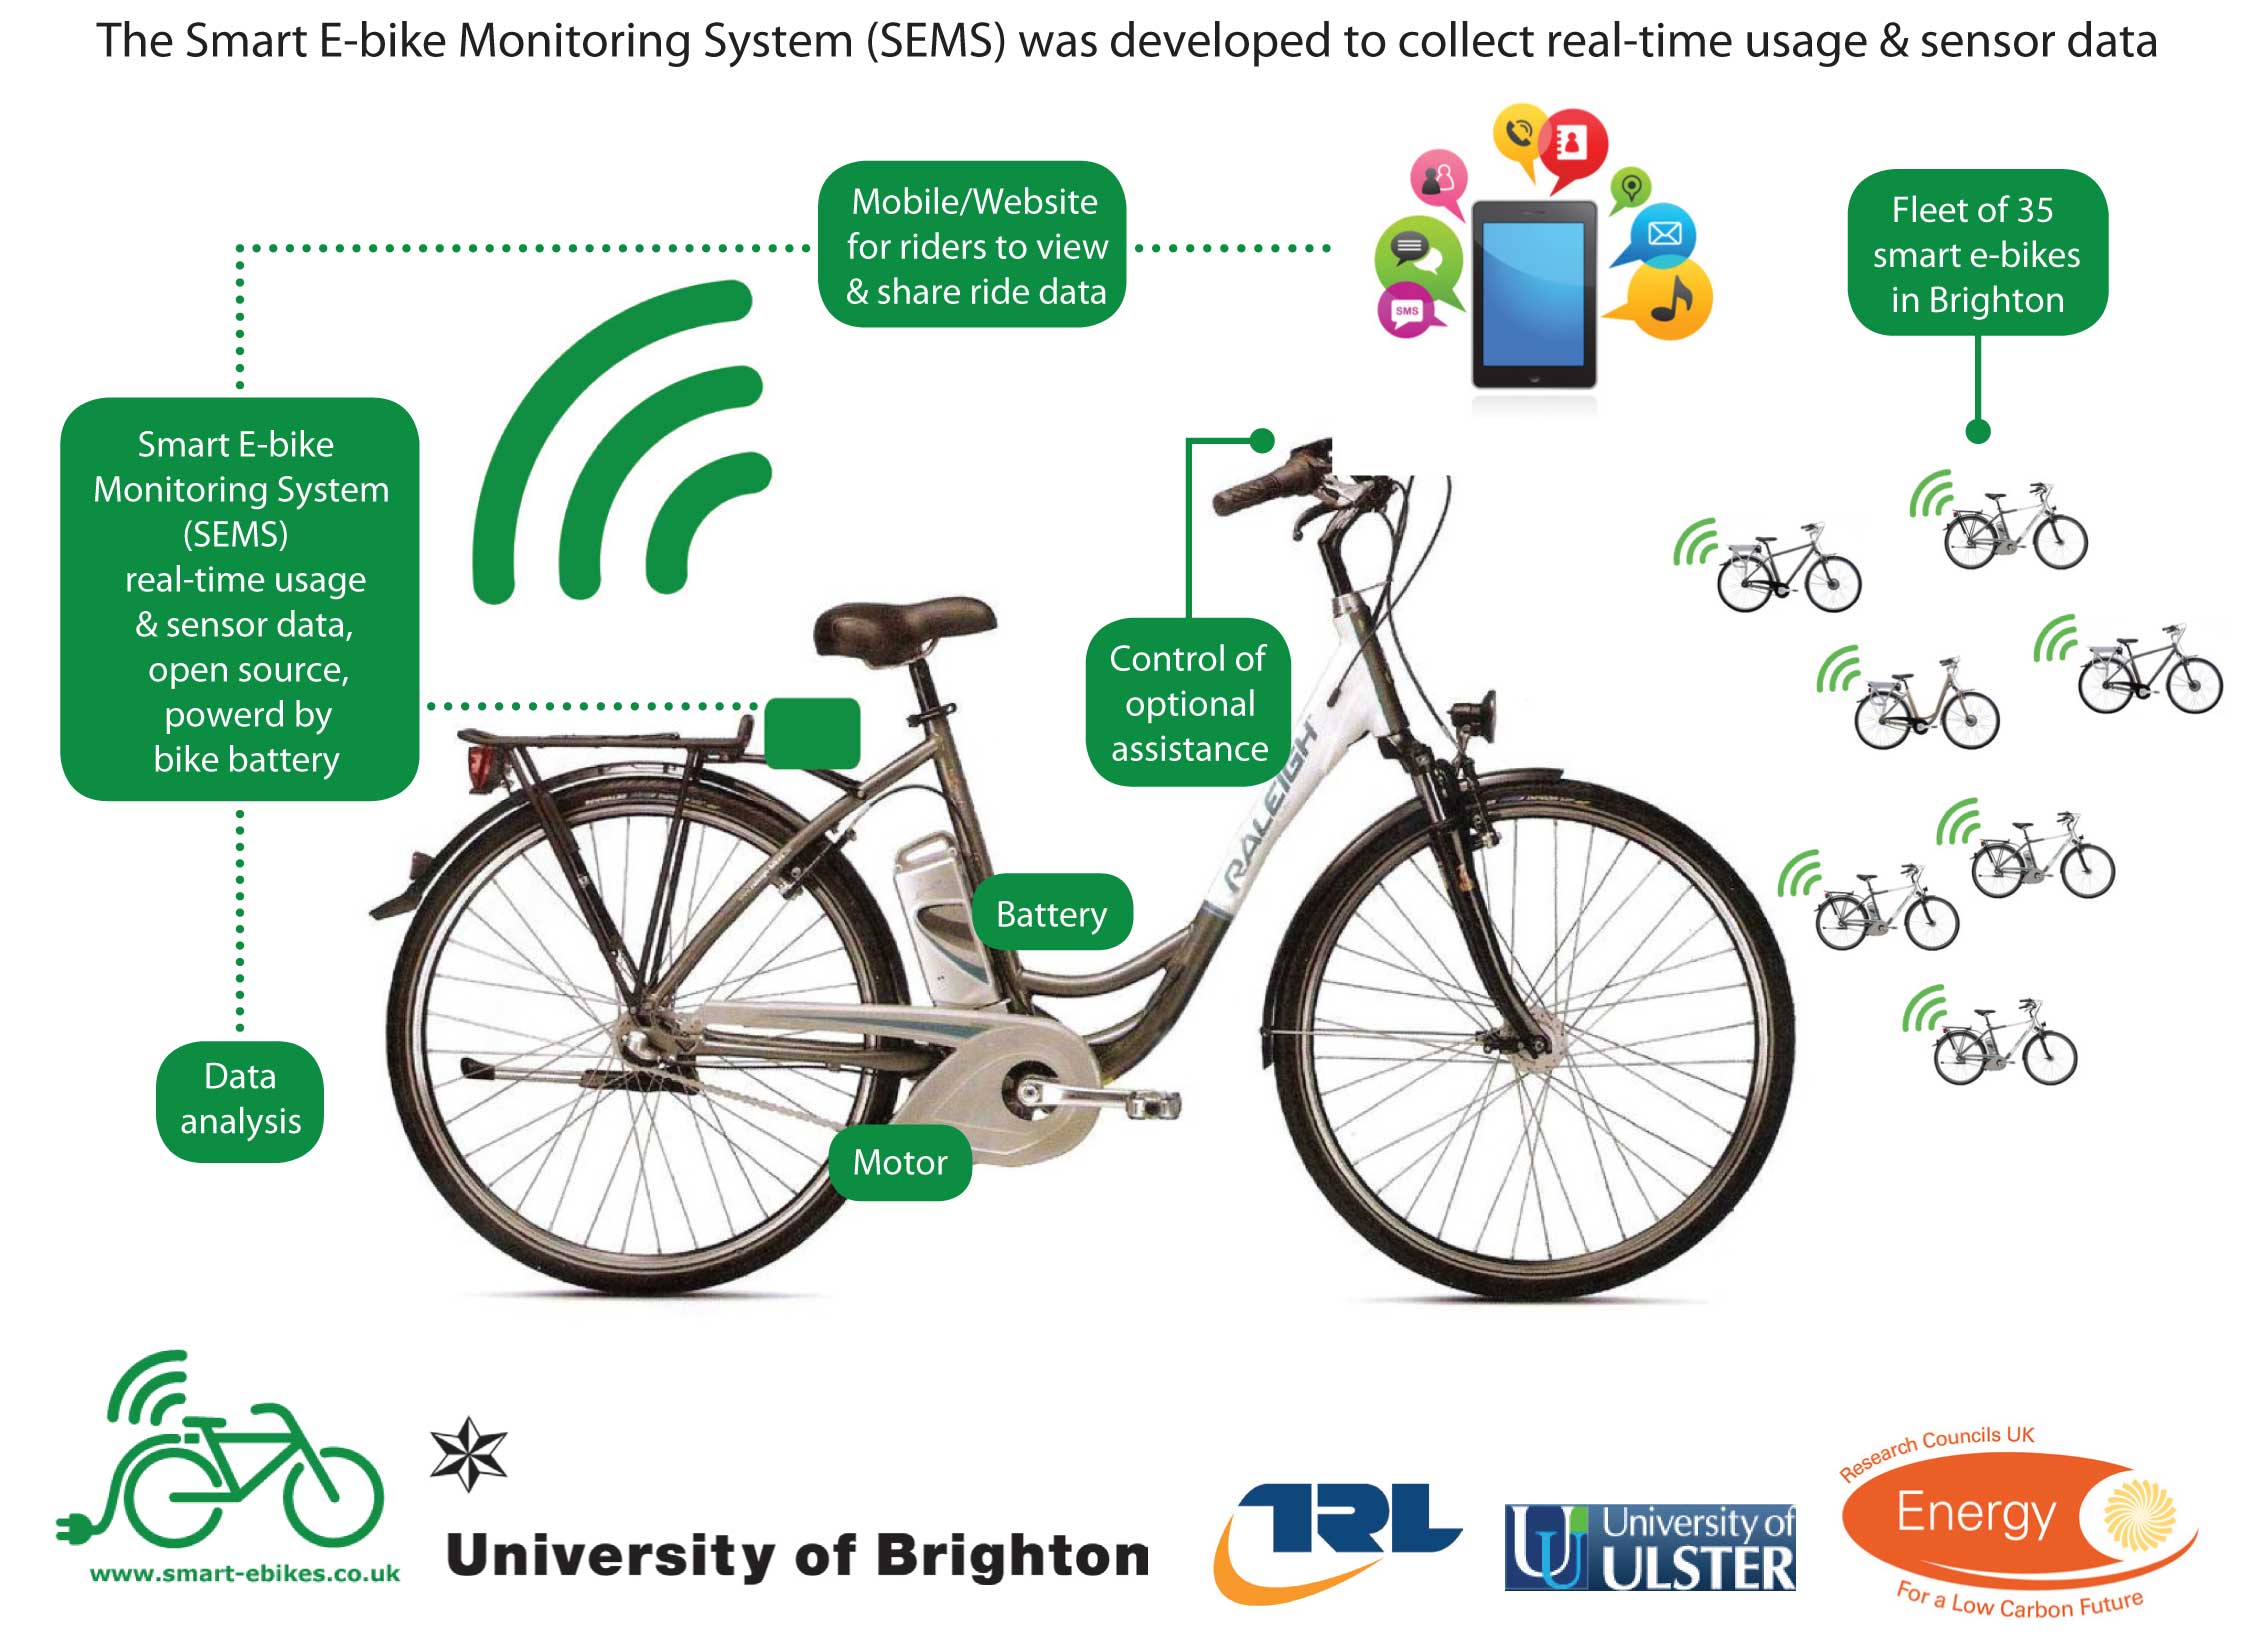 The Smart E-bike Monitoring System (SEMS) was developed to collect real-time usage & sensor data
Mobile/Website
for riders to view
& share ride data
SMS
Fleet of 35
smart e-bikes
in Brighton
Smart E-bike
Monitoring System
(SEMS)
real-time usage
& sensor data,
open source,
powerd by
bike battery
Control of
optional
assistance
RALEIGH
Battery
Data
analysis
Motor
www.smart-ebikes.co.uk
University of Brighton
TRL
University of
ULSTER
Research Councils UK
Energy
For a Low Carbon Future